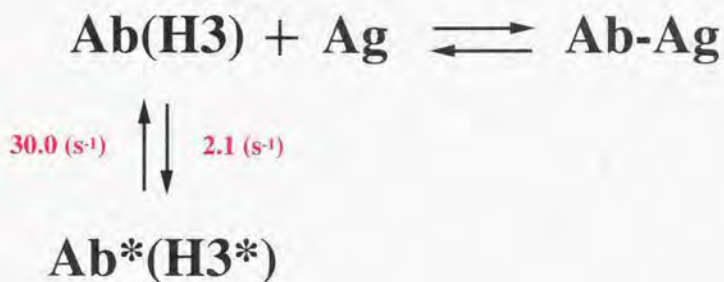 Ab(H3) + Ag ⇌ Ab-Ag
30.0 (s-1) 2.1 (s-1)
Ab*(H3*)